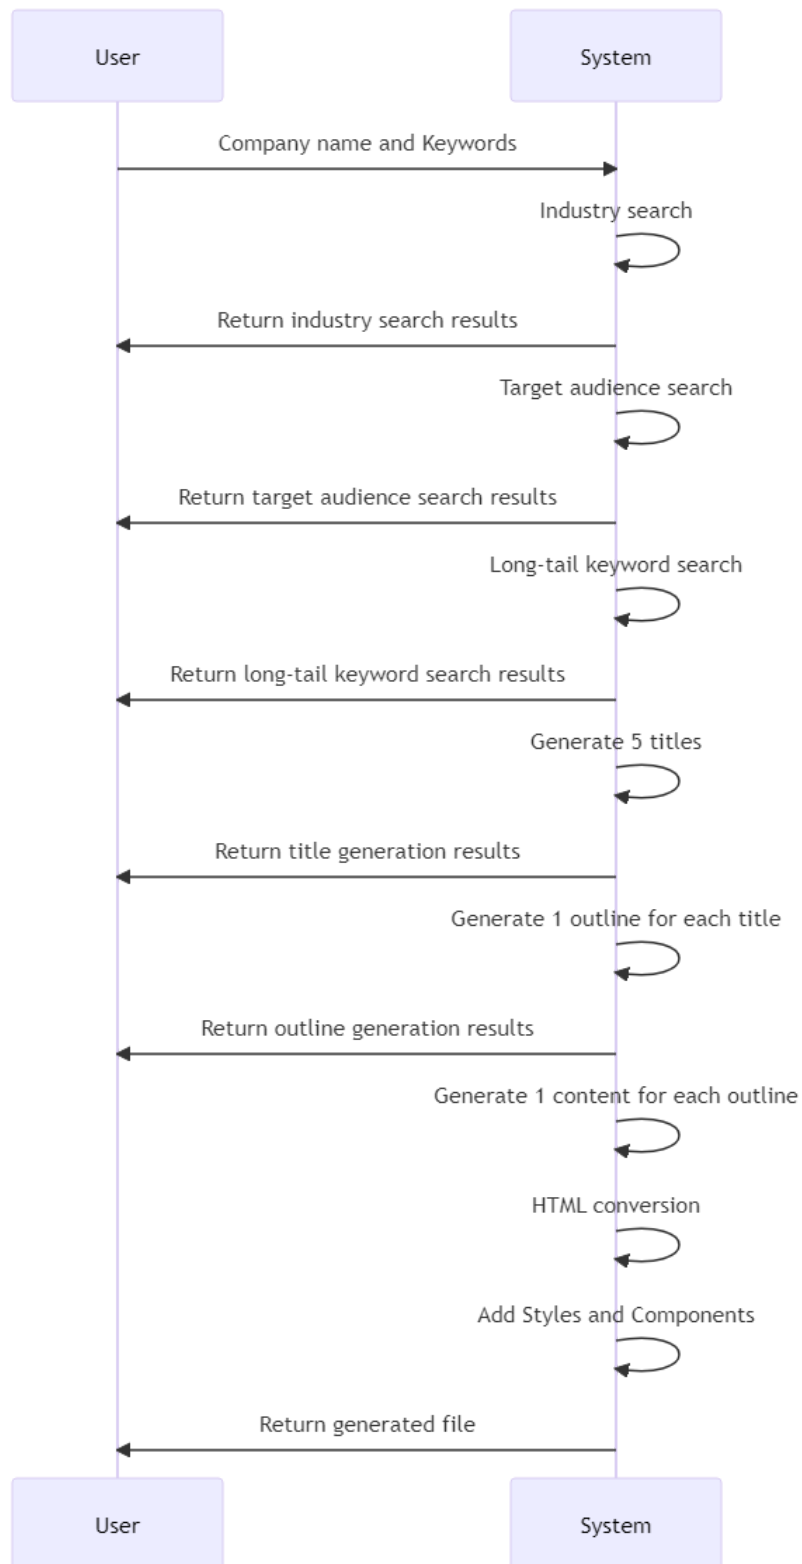 User
System
Company name and Keywords
Industry search
Return industry search results
Target audience search
Return target audience search results
Long-tail keyword search
Return long-tail keyword search results
Generate 5 titles
Return title generation results
Generate 1 outline for each title
Return outline generation results
Generate 1 content for each outline
HTML conversion
Add Styles and Components
Return generated file
User
System